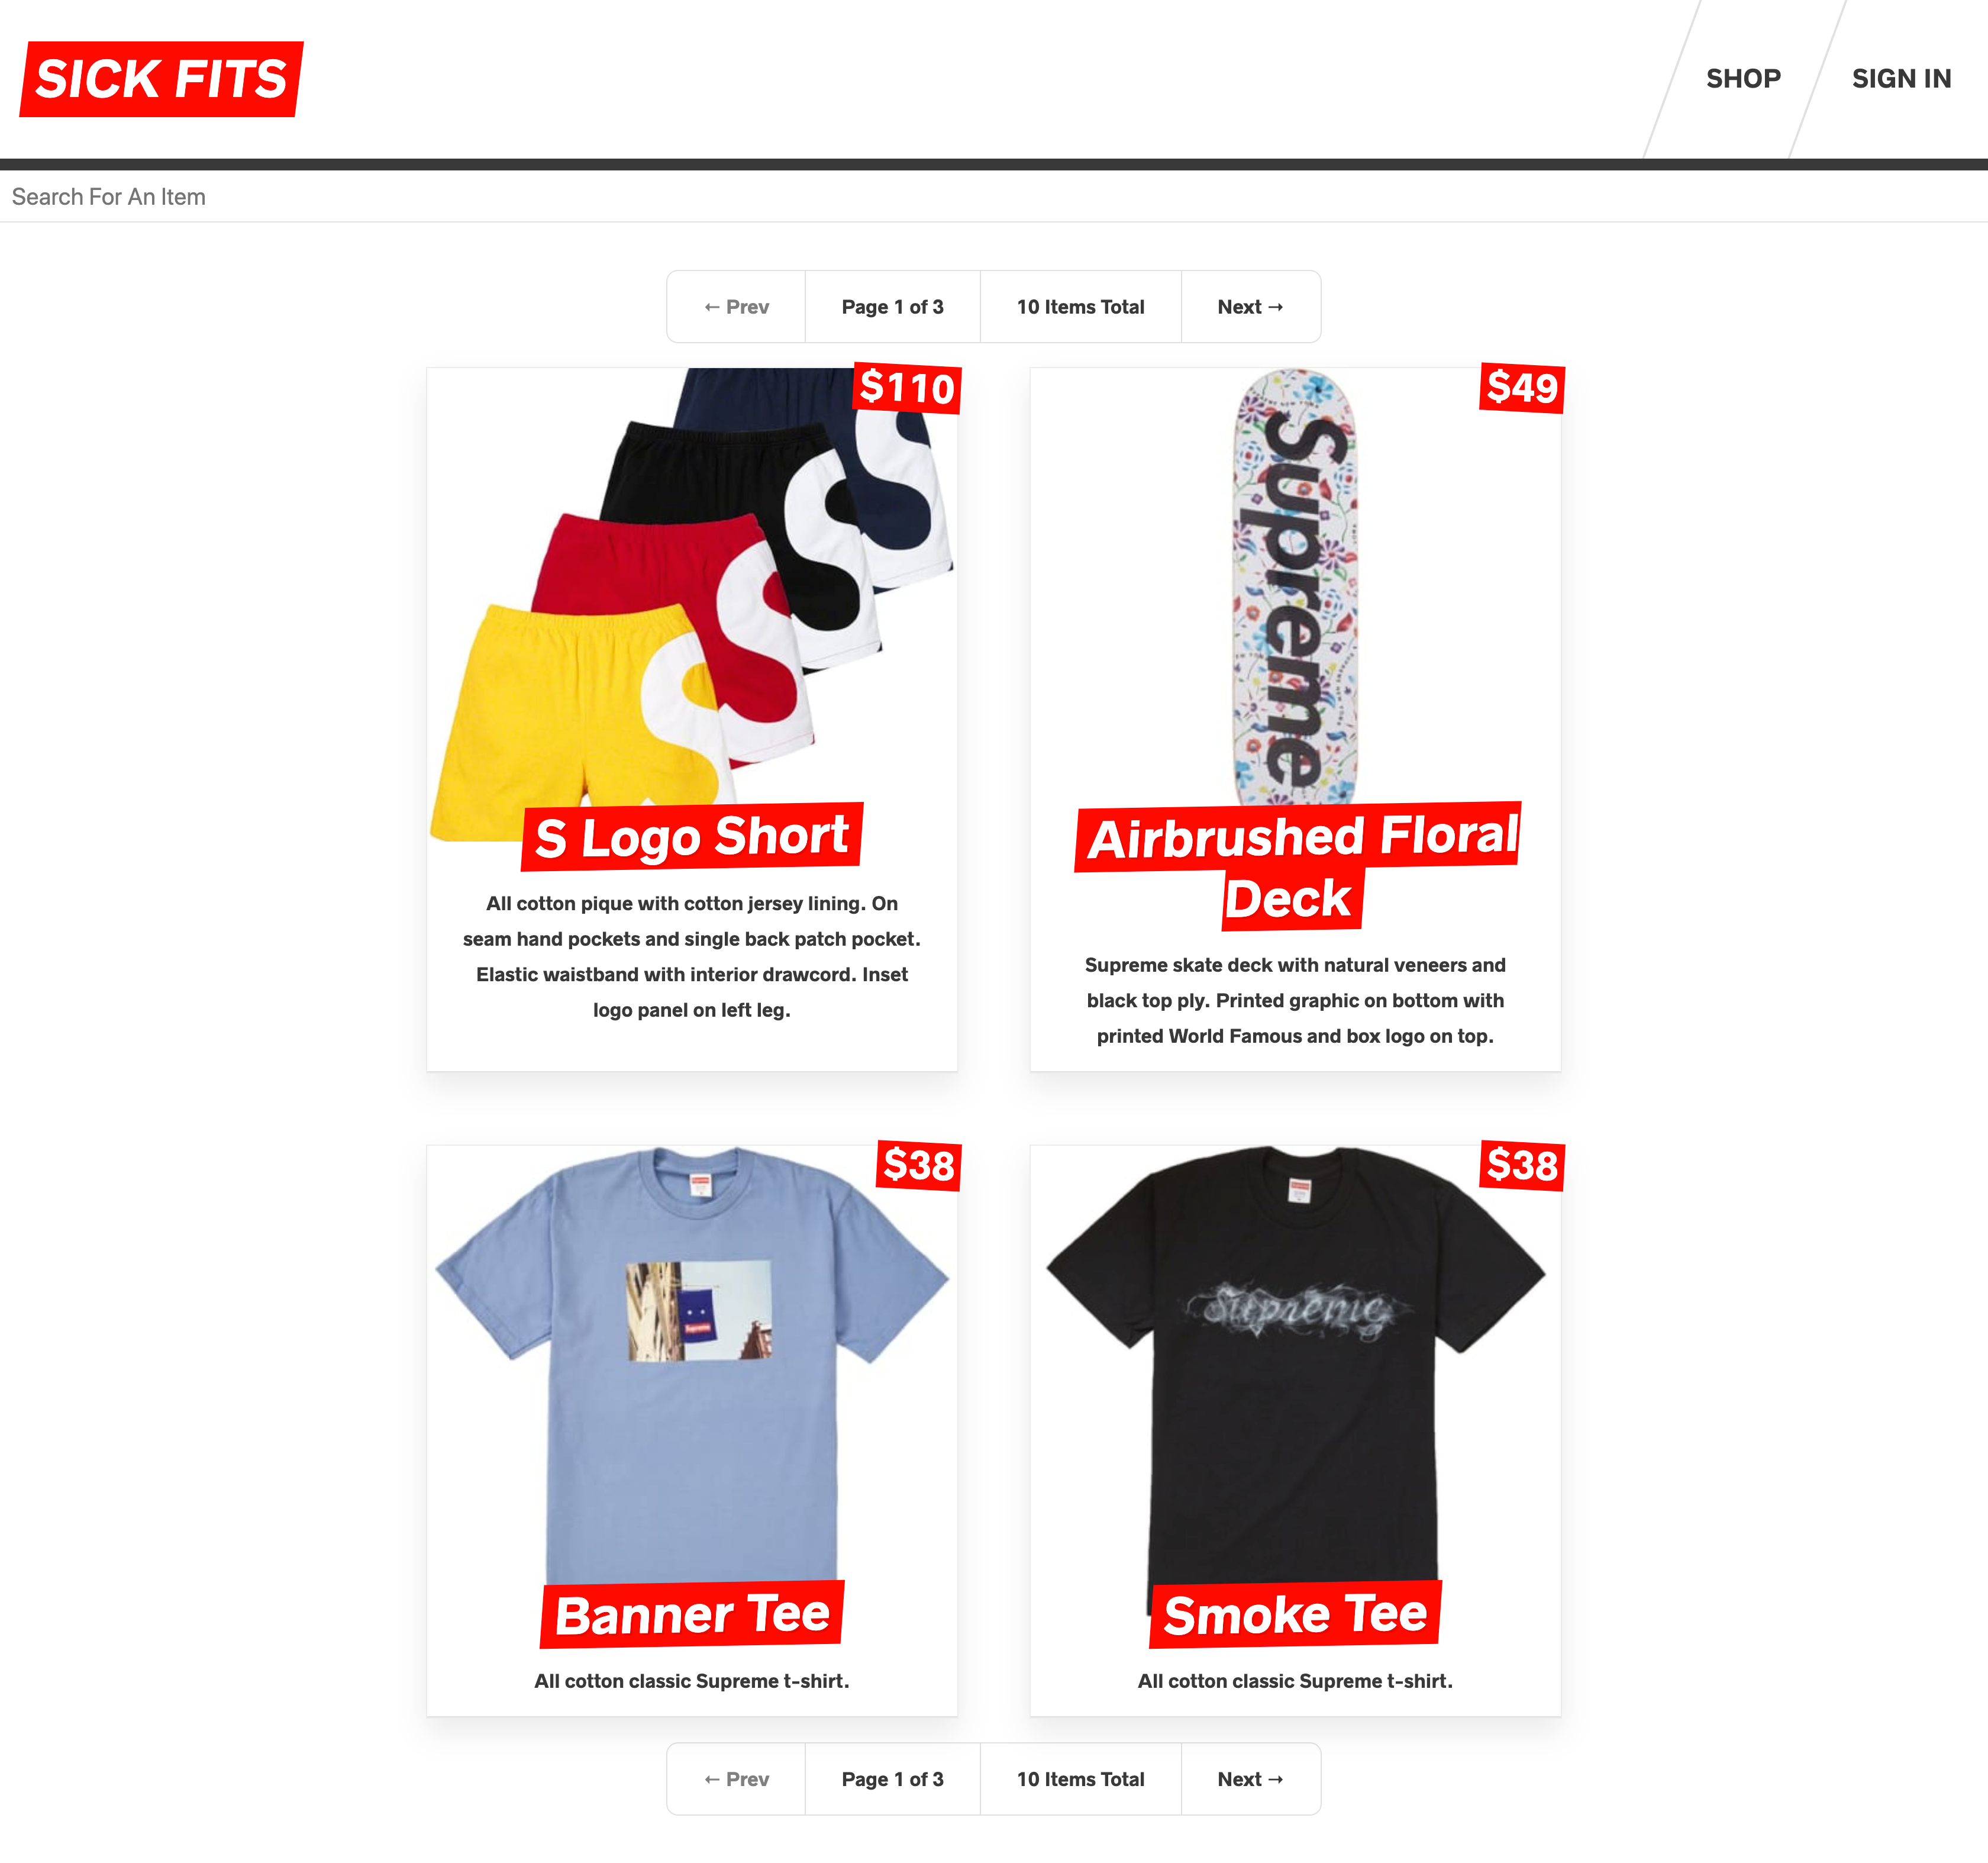 SICK FITS
SHOP
SIGN IN
Search For An Item
← Prev
Page 1 of 3
10 Items Total
Next →
$110
S Logo Short
All cotton pique with cotton jersey lining. On
seam hand pockets and single back patch pocket.
Elastic waistband with interior drawcord. Inset
logo panel on left leg.
$49
Supreme
Airbrushed Floral
Deck
Supreme skate deck with natural veneers and
black top ply. Printed graphic on bottom with
printed World Famous and box logo on top.
$38
Supreme
Banner Tee
All cotton classic Supreme t-shirt.
$38
Supreme
Smoke Tee
All cotton classic Supreme t-shirt.
← Prev
Page 1 of 3
10 Items Total
Next →